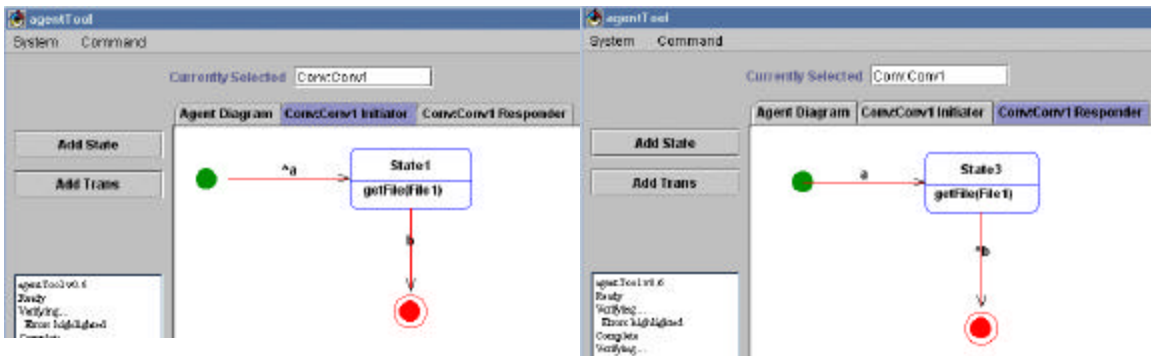 agentTool
System Command
Currently Selected Conv:Conv1
Agent Diagram Conv:Conv1 Initiator Conv:Conv1 Responder
Add State
Add Trans
^a
State1
getFile(File1)
b
agentTool v0.6
Ready
Verifying...
Errors highlighted
Complete
agentTool
System Command
Currently Selected Conv:Conv1
Agent Diagram Conv:Conv1 Initiator Conv:Conv1 Responder
Add State
Add Trans
a
State3
getFile(File1)
^b
agentTool v0.6
Ready
Verifying...
Errors highlighted
Complete
Verifying...